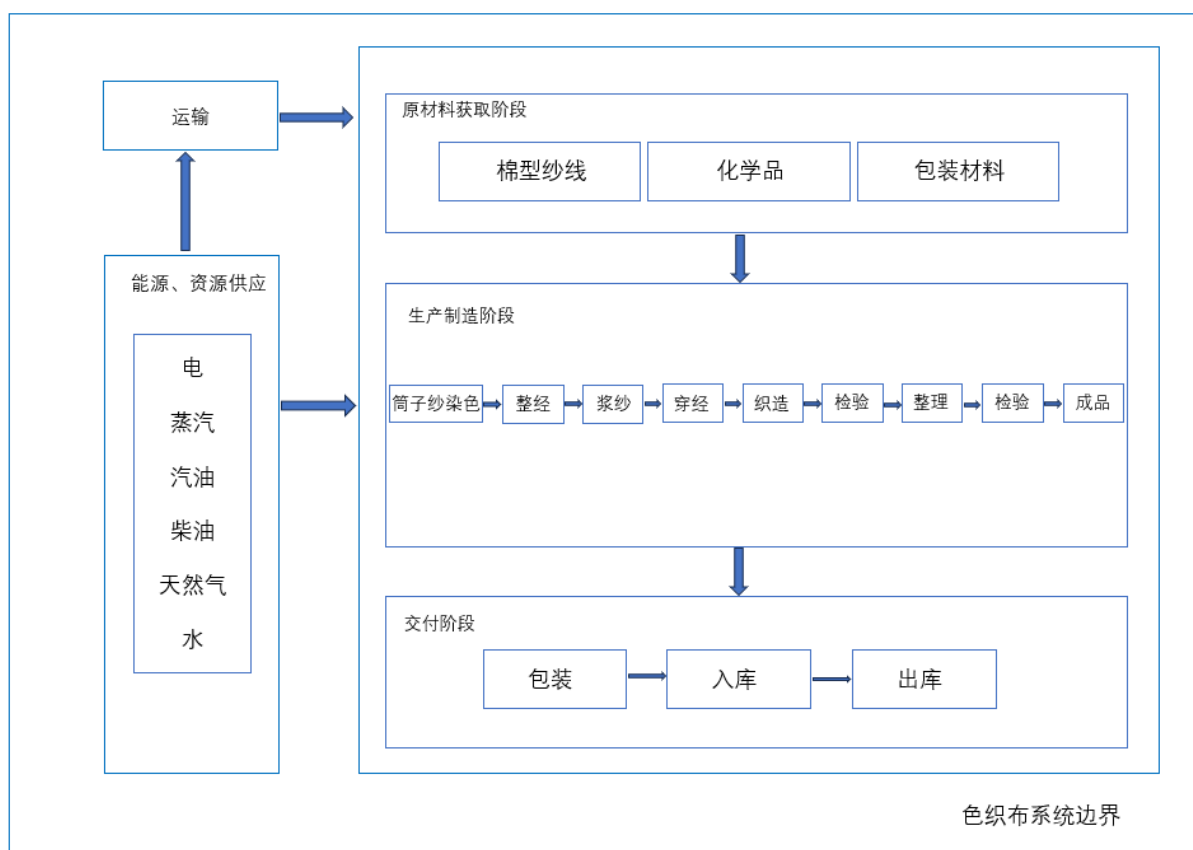 运输
能源、资源供应
电
蒸汽
汽油
柴油
天然气
水
原材料获取阶段
棉型纱线
化学品
包装材料
生产制造阶段
筒子纱染色
整经
浆纱
穿经
织造
检验
整理
检验
成品
交付阶段
包装
入库
出库
色织布系统边界